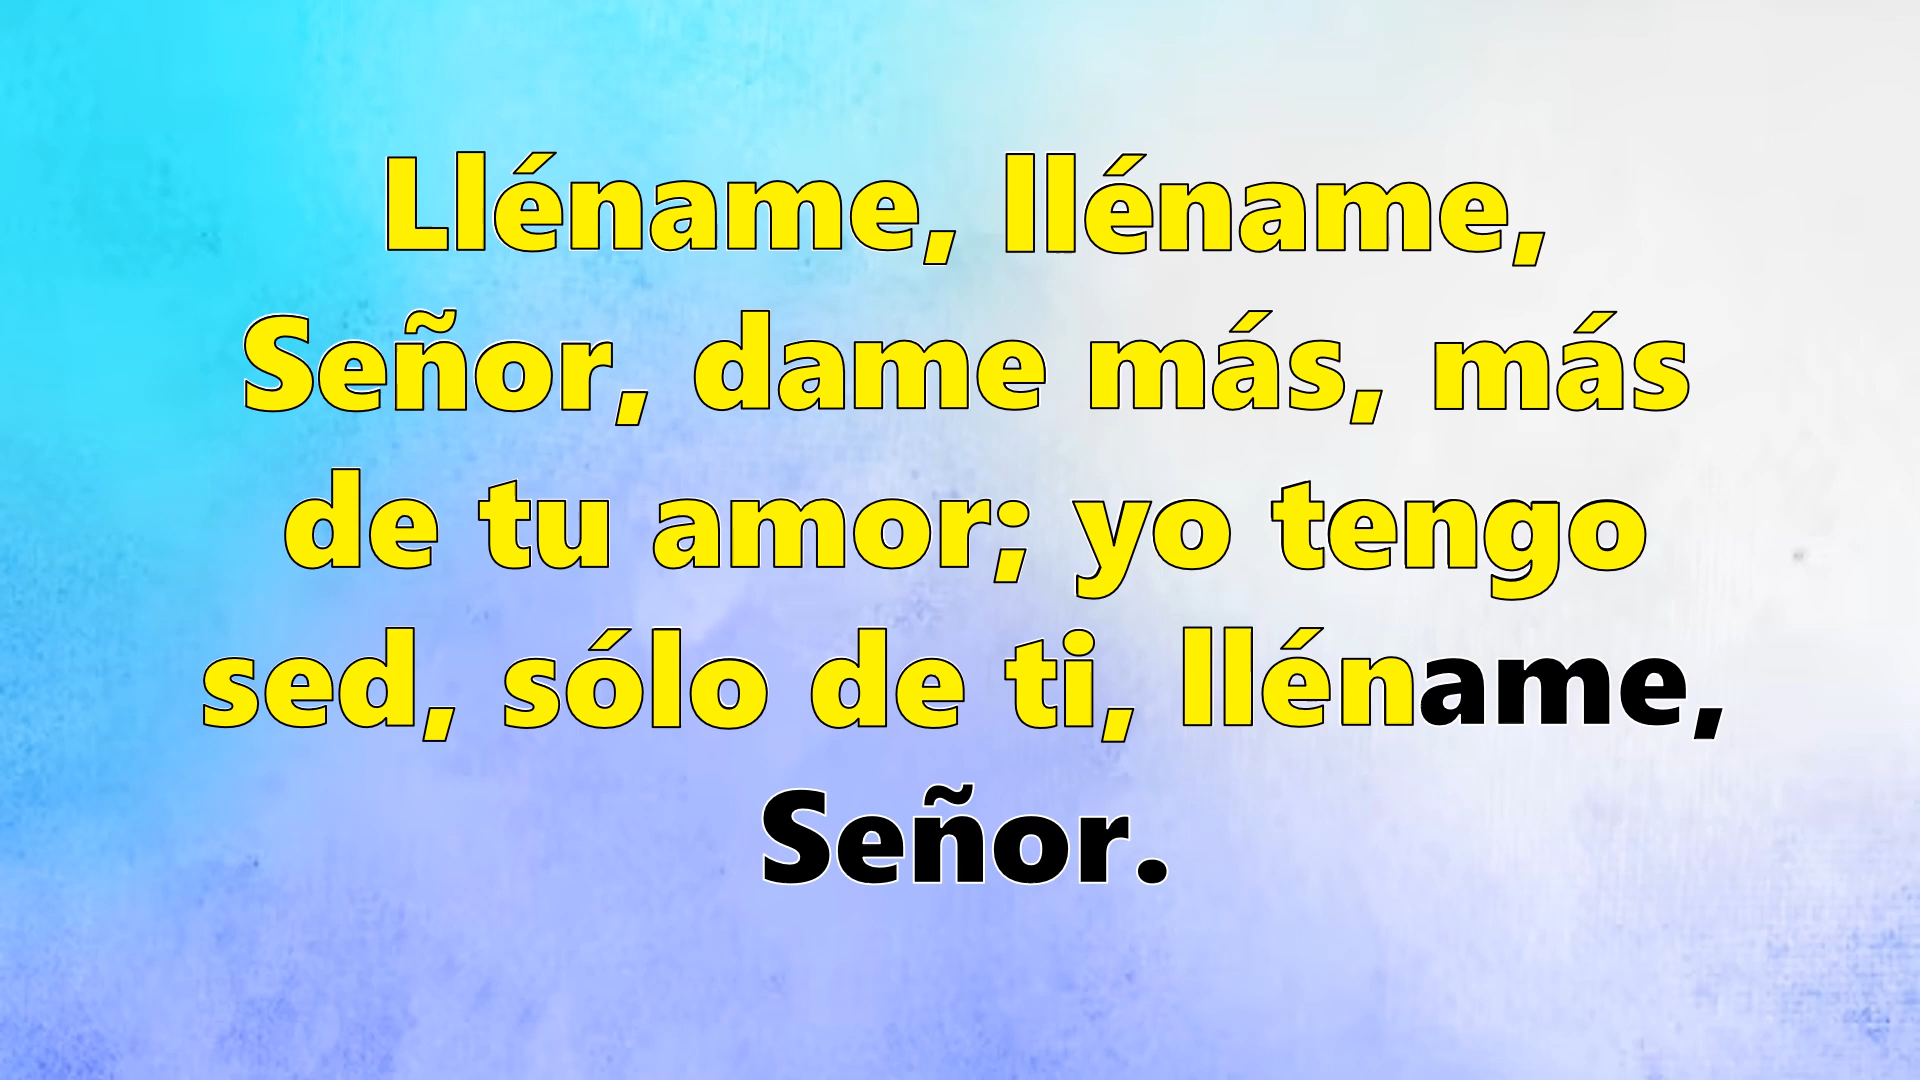 Lléname, lléname,
Señor, dame más, más
de tu amor; yo tengo
sed, sólo de ti, lléname,
Señor.